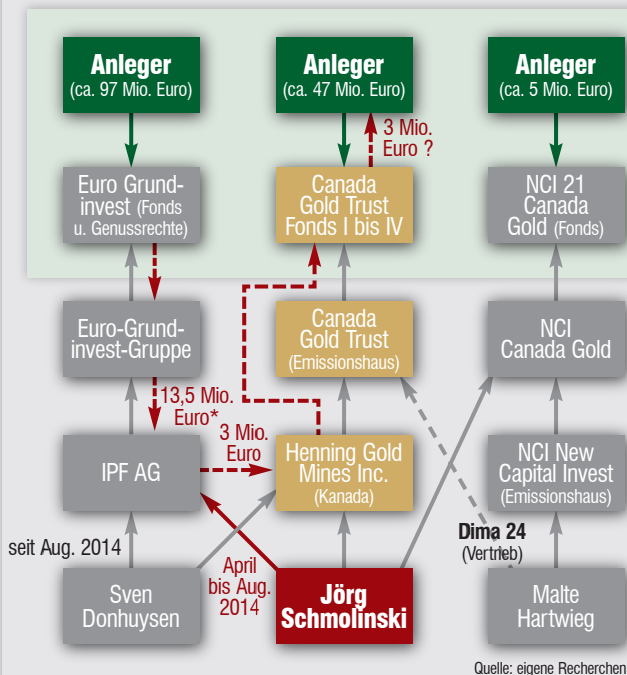 Anleger
(ca. 97 Mio. Euro)
Anleger
(ca. 47 Mio. Euro)
Anleger
(ca. 5 Mio. Euro)
3 Mio.
Euro ?
Euro Grund-
invest (Fonds
u. Genussrechte)
Canada
Gold Trust
Fonds I bis IV
NCI 21
Canada
Gold (Fonds)
Euro-Grund-
invest-Gruppe
Canada
Gold Trust
(Emissionshaus)
NCI
Canada Gold
13,5 Mio.
Euro*
3 Mio.
Euro
IPF AG
Henning Gold
Mines Inc.
(Kanada)
NCI New
Capital Invest
(Emissionshaus)
seit Aug. 2014
April
bis Aug.
2014
Dima 24
(Vertrieb)
Sven
Donhuysen
Jörg
Schmolinski
Malte
Hartwieg
Quelle: eigene Recherchen